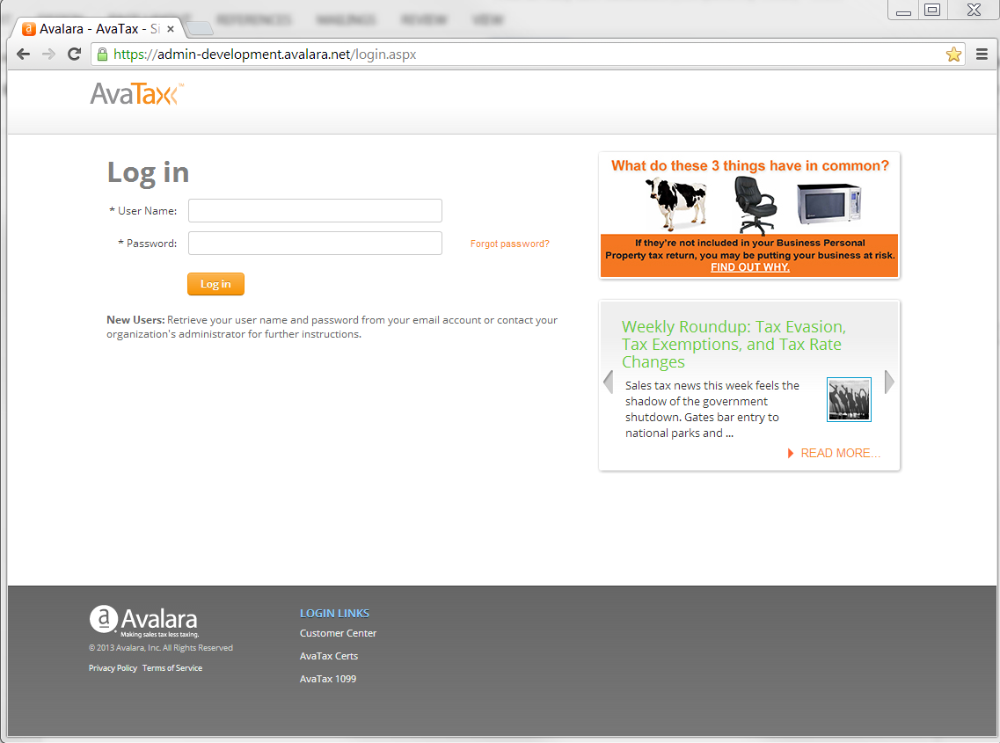 REFERENCES MAILINGS REVIEW VIEW
Avalara - AvaTax - Si
https://admin-development.avalara.net/login.aspx
AvaTax™
Log in
* User Name:
* Password:
Forgot password?
Log in
New Users: Retrieve your user name and password from your email account or contact your
organization's administrator for further instructions.
What do these 3 things have in common?
If they're not included in your Business Personal
Property tax return, you may be putting your business at risk.
FIND OUT WHY.
Weekly Roundup: Tax Evasion,
Tax Exemptions, and Tax Rate
Changes
Sales tax news this week feels the
shadow of the government
shutdown. Gates bar entry to
national parks and ...
READ MORE...
Avalara
Making sales tax less taxing.
© 2013 Avalara, Inc. All Rights Reserved
Privacy Policy Terms of Service
LOGIN LINKS
Customer Center
AvaTax Certs
AvaTax 1099